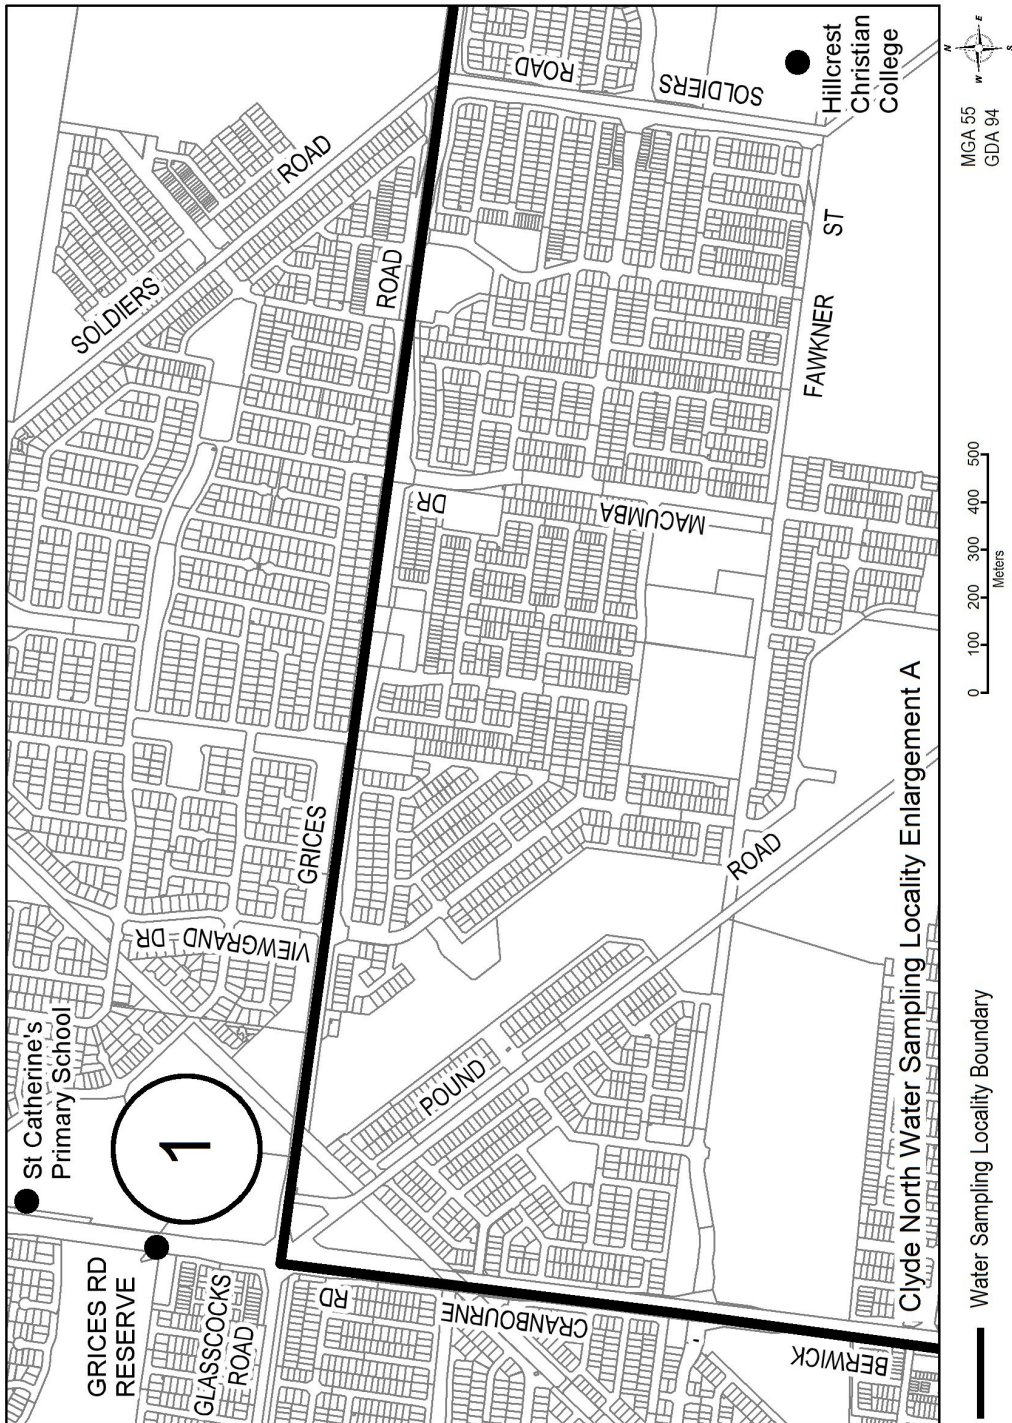 St Catherine's
Primary School
1
GRICES RD
RESERVE
GLASSCOCKS
ROAD
BERWICK
CRANBOURNE
RD
VIEWGRAND DR
GRICES
ROAD
POUND
ROAD
SOLDIERS
ROAD
MACUMBA
DR
FAWKNER
ST
SOLDIERS
ROAD
Hillcrest
Christian
College
Clyde North Water Sampling Locality Enlargement A
Water Sampling Locality Boundary
0 100 200 300 400 500
Meters
MGA 55
GDA 94
N
E
S
W